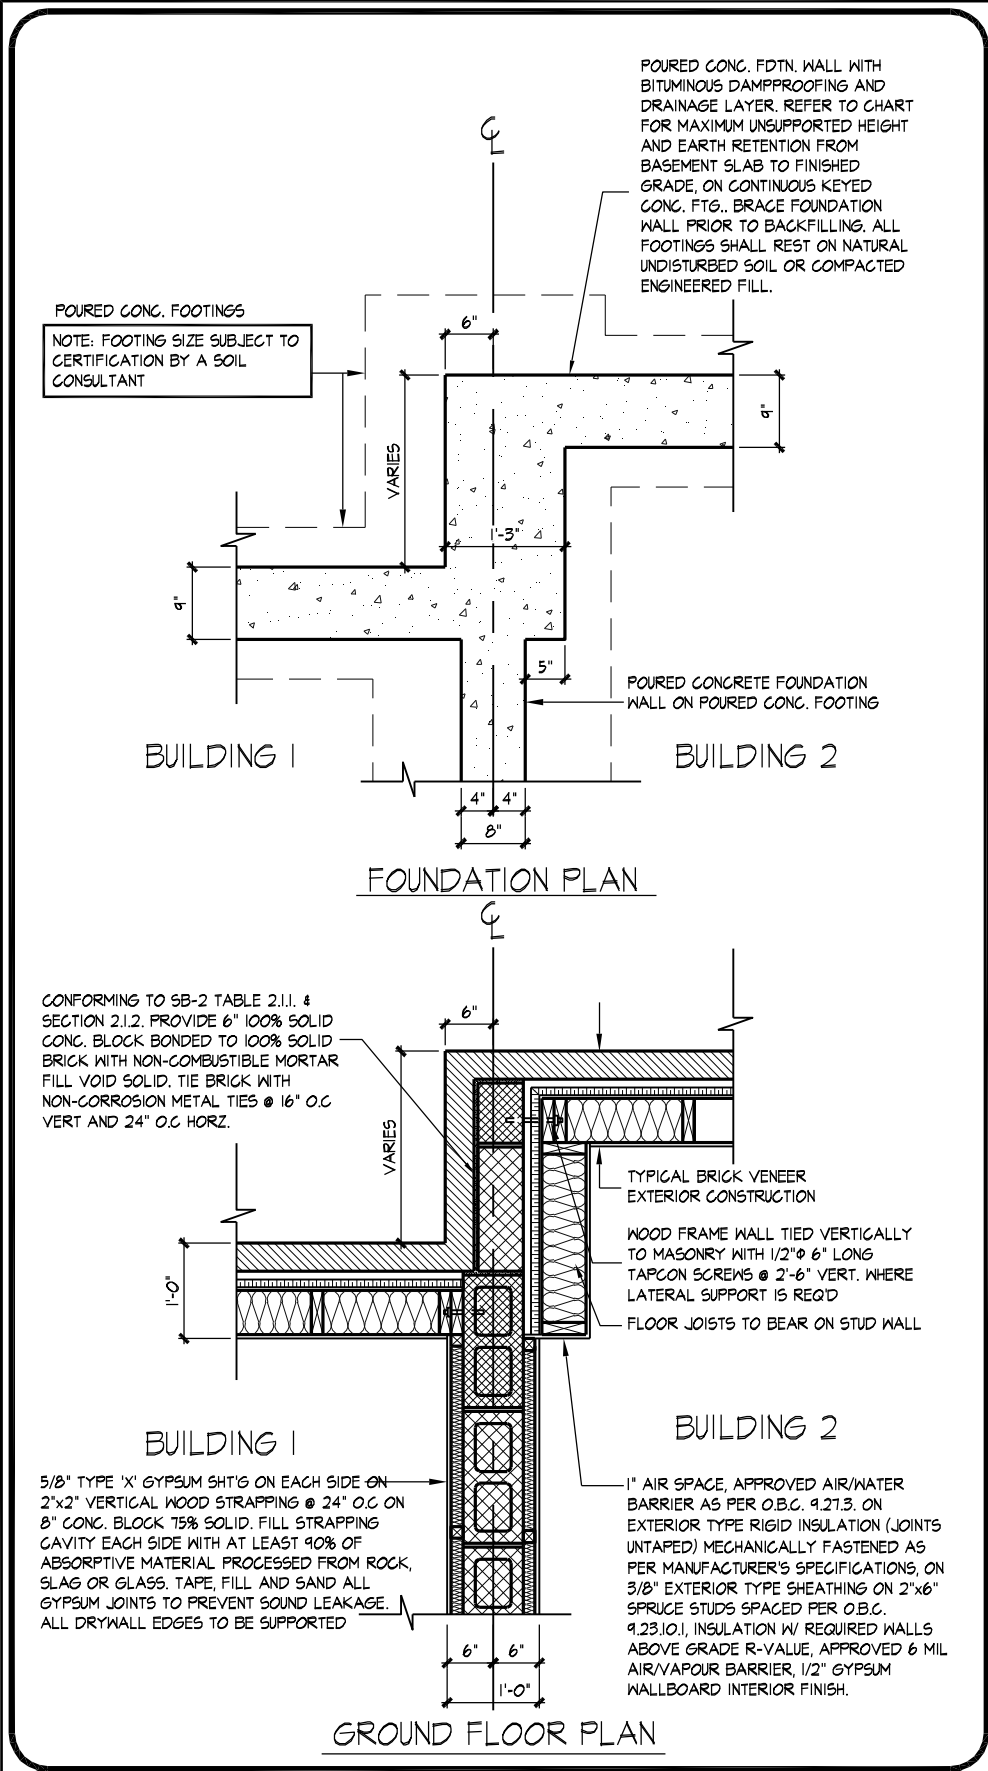 ℄
POURED CONC. FDTN. WALL WITH
BITUMINOUS DAMPPROOFING AND
DRAINAGE LAYER. REFER TO CHART
FOR MAXIMUM UNSUPPORTED HEIGHT
AND EARTH RETENTION FROM
BASEMENT SLAB TO FINISHED
GRADE, ON CONTINUOUS KEYED
CONC. FTG.. BRACE FOUNDATION
WALL PRIOR TO BACKFILLING. ALL
FOOTINGS SHALL REST ON NATURAL
UNDISTURBED SOIL OR COMPACTED
ENGINEERED FILL.
POURED CONC. FOOTINGS
NOTE: FOOTING SIZE SUBJECT TO
CERTIFICATION BY A SOIL
CONSULTANT
6"
9"
VARIES
1'-3"
9"
5"
POURED CONCRETE FOUNDATION
WALL ON POURED CONC. FOOTING
BUILDING 1
BUILDING 2
4"
4"
8"
FOUNDATION PLAN
℄
CONFORMING TO SB-2 TABLE 2.1.1. &
SECTION 2.1.2. PROVIDE 6" 100% SOLID
CONC. BLOCK BONDED TO 100% SOLID
BRICK WITH NON-COMBUSTIBLE MORTAR
FILL VOID SOLID. TIE BRICK WITH
NON-CORROSION METAL TIES @ 16" O.C
VERT AND 24" O.C HORZ.
6"
VARIES
TYPICAL BRICK VENEER
EXTERIOR CONSTRUCTION
WOOD FRAME WALL TIED VERTICALLY
TO MASONRY WITH 1/2"Φ 6" LONG
TAPCON SCREWS @ 2'-6" VERT. WHERE
LATERAL SUPPORT IS REQ'D
FLOOR JOISTS TO BEAR ON STUD WALL
1'-0"
BUILDING 1
BUILDING 2
5/8" TYPE 'X' GYPSUM SHT'G ON EACH SIDE ON
2"x2" VERTICAL WOOD STRAPPING @ 24" O.C ON
8" CONC. BLOCK 75% SOLID. FILL STRAPPING
CAVITY EACH SIDE WITH AT LEAST 90% OF
ABSORPTIVE MATERIAL PROCESSED FROM ROCK,
SLAG OR GLASS. TAPE, FILL AND SAND ALL
GYPSUM JOINTS TO PREVENT SOUND LEAKAGE.
ALL DRYWALL EDGES TO BE SUPPORTED
1" AIR SPACE, APPROVED AIR/WATER
BARRIER AS PER O.B.C. 9.27.3. ON
EXTERIOR TYPE RIGID INSULATION (JOINTS
UNTAPED) MECHANICALLY FASTENED AS
PER MANUFACTURER'S SPECIFICATIONS, ON
3/8" EXTERIOR TYPE SHEATHING ON 2"x6"
SPRUCE STUDS SPACED PER O.B.C.
9.23.10.1, INSULATION W/ REQUIRED WALLS
ABOVE GRADE R-VALUE, APPROVED 6 MIL
AIR/VAPOUR BARRIER, 1/2" GYPSUM
WALLBOARD INTERIOR FINISH.
6"
6"
1'-0"
GROUND FLOOR PLAN